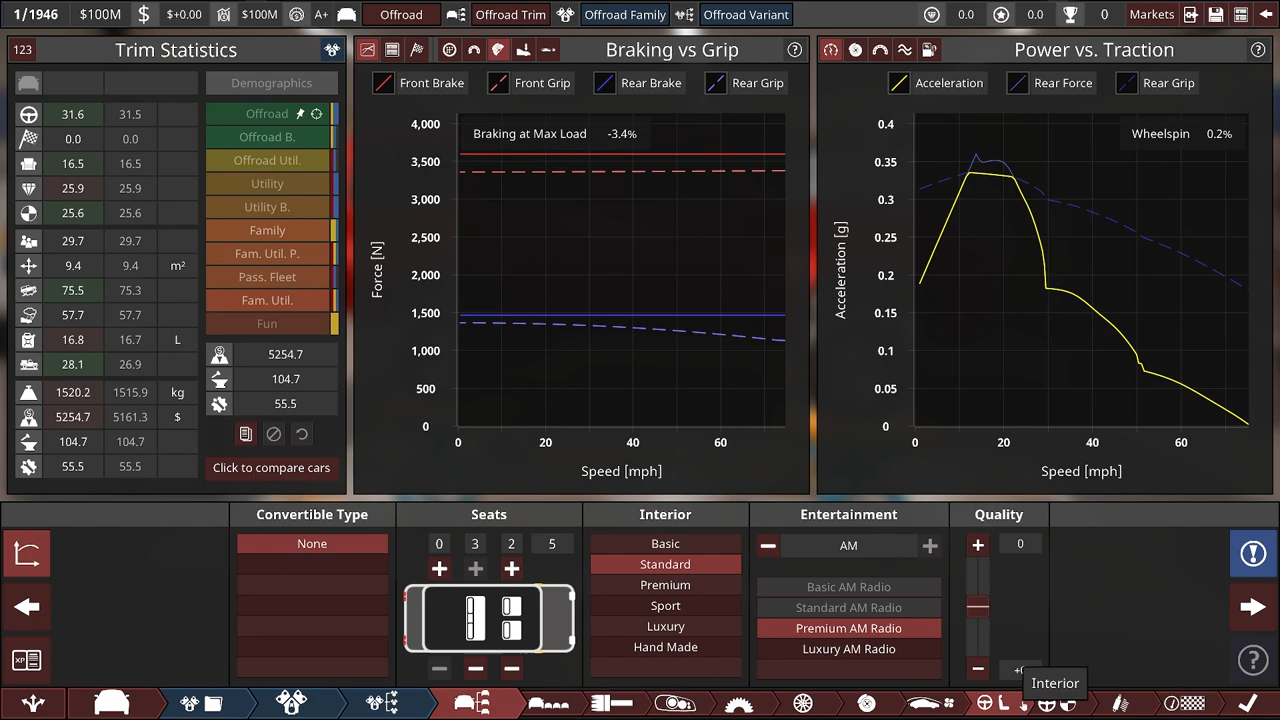 1/1946 $100M $ $+0.00 $100M A+ Offroad Offroad Trim Offroad Family Offroad Variant 0.0 0.0 0 Markets
123 Trim Statistics
Demographics
31.6 31.5
0.0 0.0
16.5 16.5
25.9 25.9
25.6 25.6
29.7 29.7
9.4 9.4 m²
75.5 75.3
57.7 57.7
16.8 16.7 L
28.1 26.9
1520.2 1515.9 kg
5254.7 5161.3 $
104.7 104.7
55.5 55.5
Offroad
Offroad B.
Offroad Util.
Utility
Utility B.
Family
Fam. Util. P.
Pass. Fleet
Fam. Util.
Fun
5254.7
104.7
55.5
Click to compare cars
Braking vs Grip ?
Front Brake Front Grip Rear Brake Rear Grip
Braking at Max Load -3.4%
4,000
3,500
3,000
2,500
2,000
1,500
1,000
500
0
Force [N]
0 20 40 60
Speed [mph]
Power vs. Traction ?
Acceleration Rear Force Rear Grip
Wheelspin 0.2%
0.4
0.35
0.3
0.25
0.2
0.15
0.1
0.05
0
Acceleration [g]
0 20 40 60
Speed [mph]
Convertible Type
None
Seats
0 3 2 5
Interior
Basic
Standard
Premium
Sport
Luxury
Hand Made
Entertainment
AM
Basic AM Radio
Standard AM Radio
Premium AM Radio
Luxury AM Radio
Quality
0
Interior
XP
?